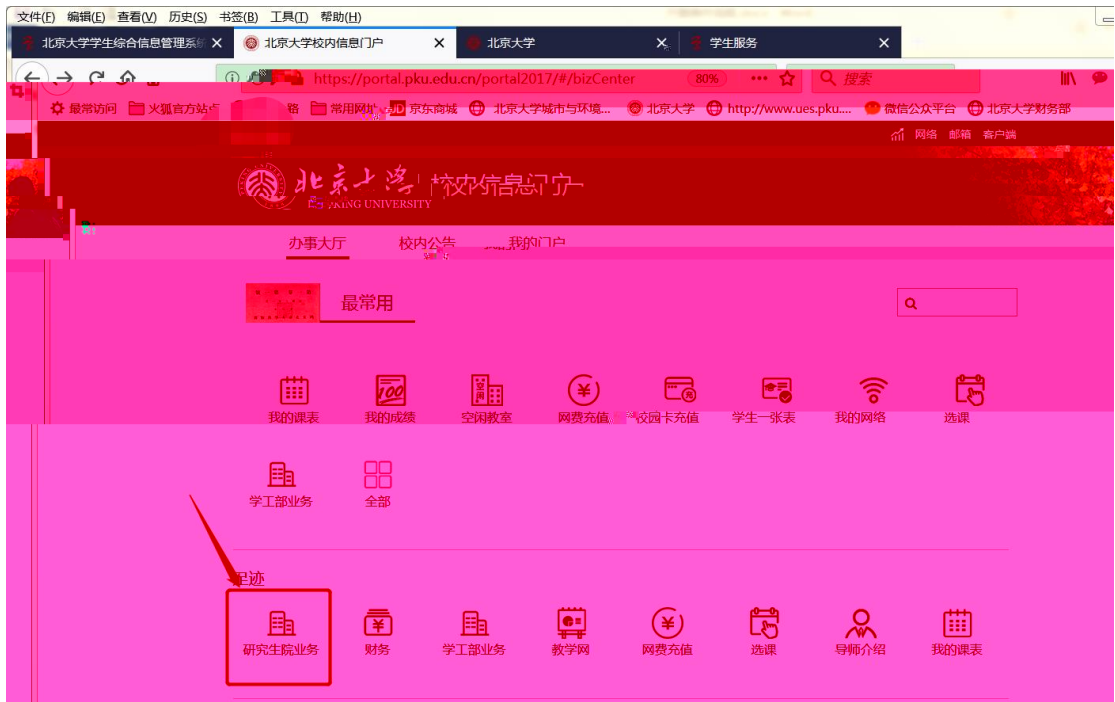 文件(F) 编辑(E) 查看(V) 历史(S) 书签(B) 工具(T) 帮助(H)
北京大学学生综合信息管理系统 北京大学校内信息门户 北京大学 学生服务
https://portal.pku.edu.cn/portal2017/#/bizCenter 80% 搜索
最常访问 火狐官方站点 常用网址 JD 京东商城 北京大学城市与环境... 北京大学 http://www.ues.pku.... 微信公众平台 北京大学财务部
网络 邮箱 客户端
北京大学 校内信息门户
PEKING UNIVERSITY
办事大厅 校内公告 我的门户
最常用
我的课表 我的成绩 空闲教室 网费充值 校园卡充值 学生一张表 我的网络 选课
学工部业务 全部
足迹
研究生院业务 财务 学工部业务 教学网 网费充值 选课 导师介绍 我的课表